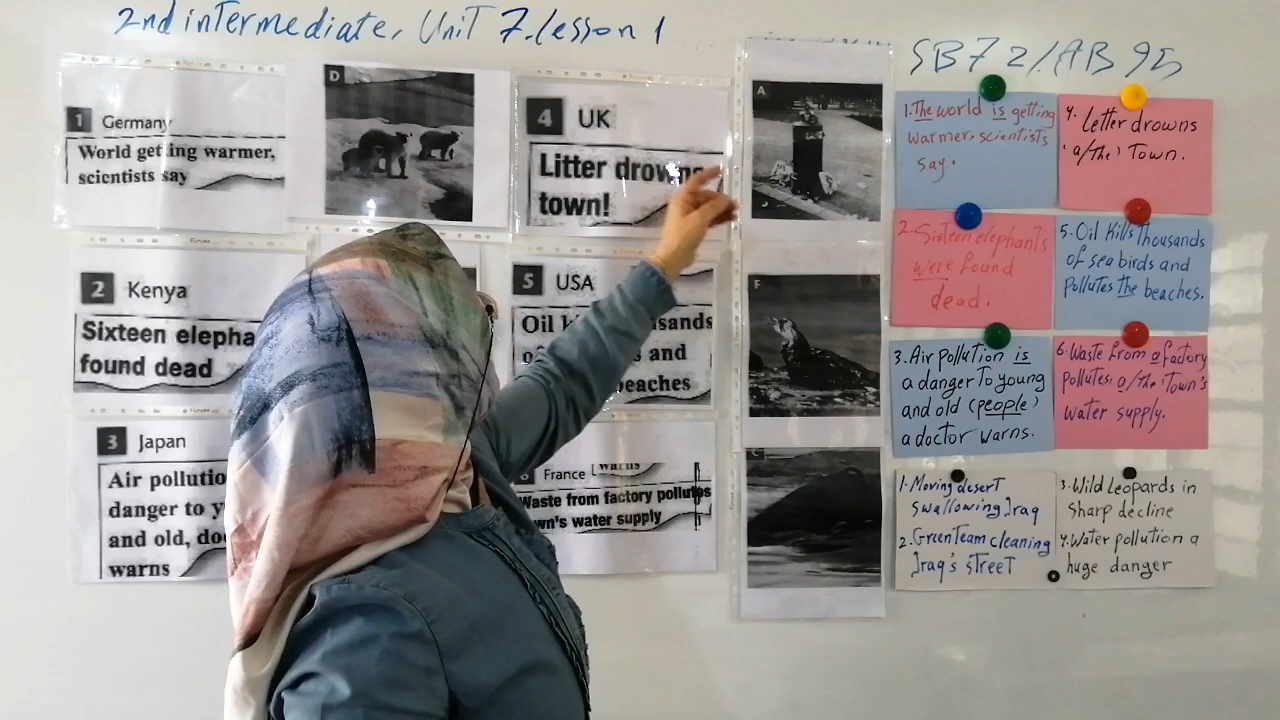 2nd intermediate, Unit 7. lesson 1
SB 72/AB 95
1 Germany
World getting warmer,
scientists say
D
4 UK
Litter drowns
town!
A
2 Kenya
Sixteen elepha
found dead
5 USA
Oil sands
and
beaches
F
3 Japan
Air pollutio
danger to y
and old, do
warns
France
warns
Waste from factory pollutes
wn's water supply
1. The world is getting
warmer, scientists
say.
4. Letter drowns
'a/the' Town.
2. Sixteen elephants
were found
dead.
5. Oil kills thousands
of sea birds and
pollutes the beaches.
3. Air pollution is
a danger to young
and old (people)
a doctor warns.
6. Waste from a factory
pollutes a/the Town's
water supply.
1. Moving desert
swallowing Iraq
2. Green Team cleaning
Iraq's street
3. Wild Leopards in
sharp decline
4. Water pollution a
huge danger